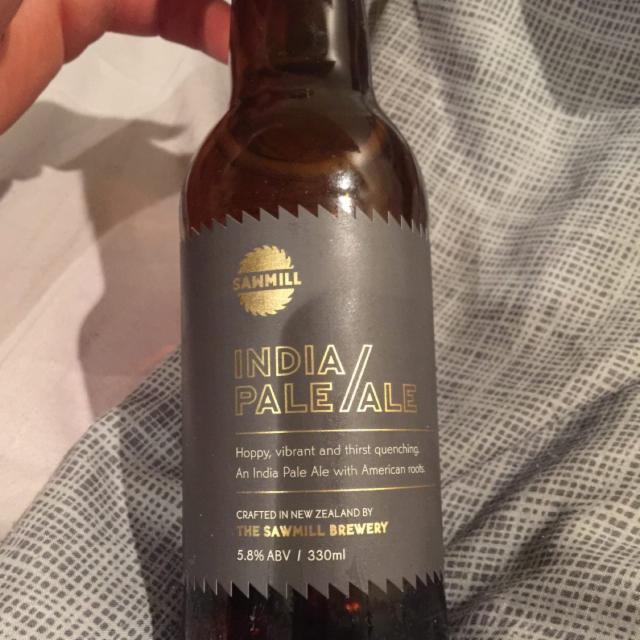 SAWMILL
INDIA/
PALE/ALE
Hoppy, vibrant and thirst quenching.
An India Pale Ale with American roots.
CRAFTED IN NEW ZEALAND BY
THE SAWMILL BREWERY
5.8% ABV / 330ml